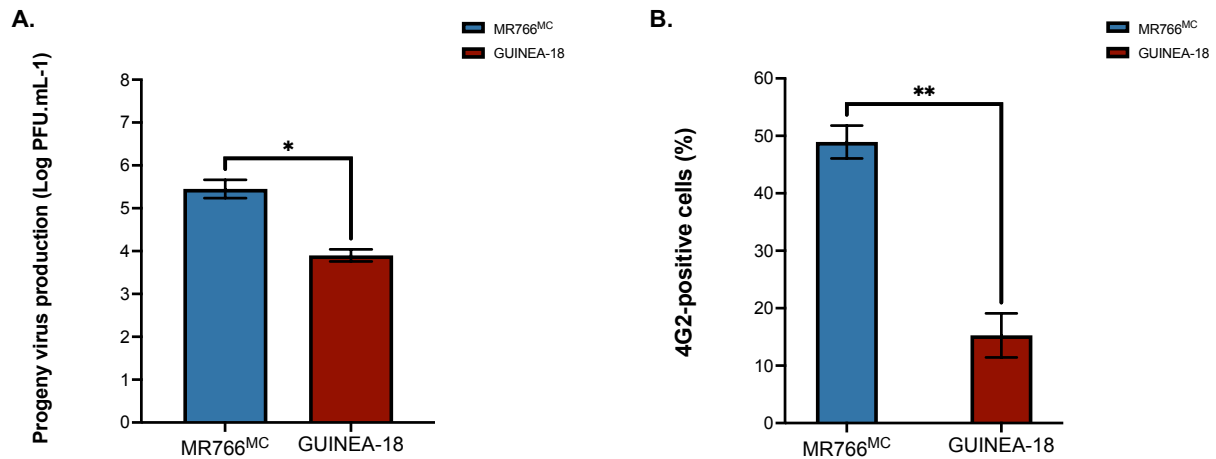 A.
MR766ᴹᶜ
GUINEA-18
Progeny virus production (Log PFU.mL-1)
8
7
6
5
4
3
2
1
0
*
MR766ᴹᶜ
GUINEA-18
B.
MR766ᴹᶜ
GUINEA-18
4G2-positive cells (%)
60
50
40
30
20
10
0
**
MR766ᴹᶜ
GUINEA-18